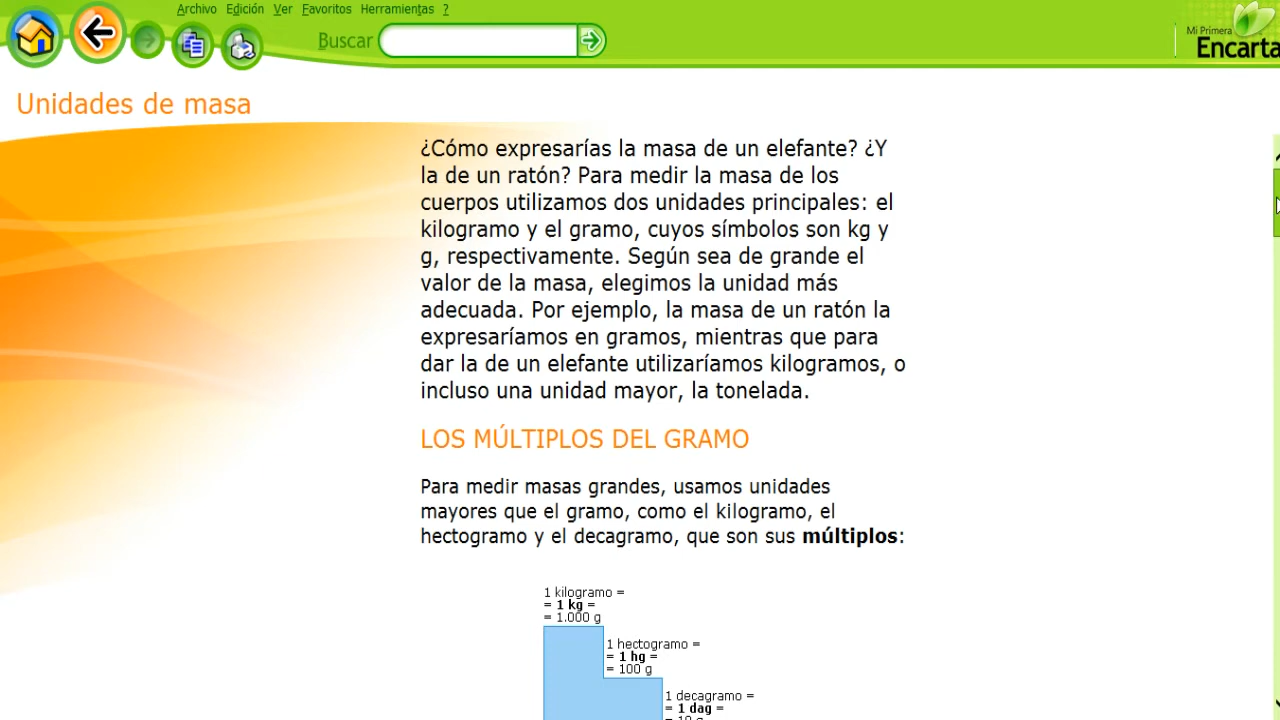 Archivo Edición Ver Favoritos Herramientas ?
Buscar
Mi Primera
Encarta
Unidades de masa
¿Cómo expresarías la masa de un elefante? ¿Y
la de un ratón? Para medir la masa de los
cuerpos utilizamos dos unidades principales: el
kilogramo y el gramo, cuyos símbolos son kg y
g, respectivamente. Según sea de grande el
valor de la masa, elegimos la unidad más
adecuada. Por ejemplo, la masa de un ratón la
expresaríamos en gramos, mientras que para
dar la de un elefante utilizaríamos kilogramos, o
incluso una unidad mayor, la tonelada.
LOS MÚLTIPLOS DEL GRAMO
Para medir masas grandes, usamos unidades
mayores que el gramo, como el kilogramo, el
hectogramo y el decagramo, que son sus múltiplos:
1 kilogramo =
= 1 kg =
= 1.000 g
1 hectogramo =
= 1 hg =
= 100 g
1 decagramo =
= 1 dag =
= 10 g